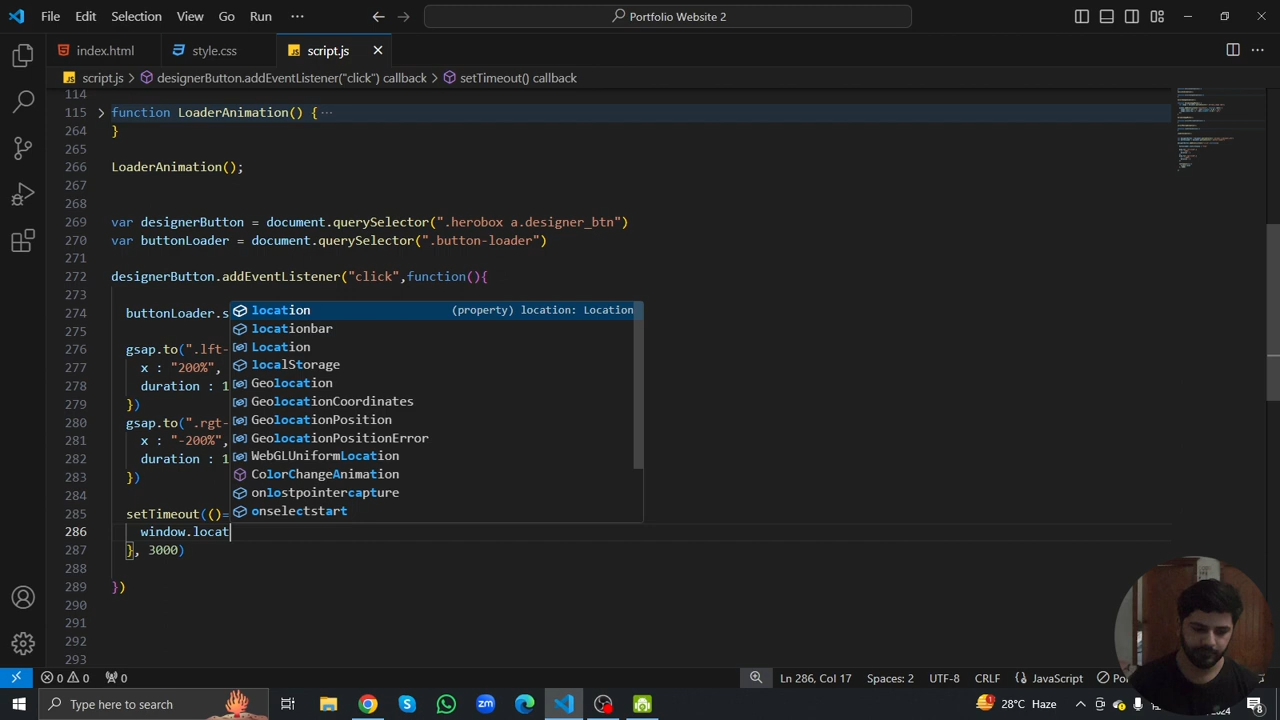 File Edit Selection View Go Run ··· Portfolio Website 2
index.html style.css script.js
script.js > designerButton.addEventListener("click") callback > setTimeout() callback
114
115 function LoaderAnimation() { ···
264 }
265
266 LoaderAnimation();
267
268
269 var designerButton = document.querySelector(".herobox a.designer_btn")
270 var buttonLoader = document.querySelector(".button-loader")
271
272 designerButton.addEventListener("click",function(){
273
274 buttonLoader.s
location (property) location: Location
275
locationbar
276 gsap.to(".lft-
Location
277 x : "200%",
localStorage
278 duration : 1
Geolocation
279 })
GeolocationCoordinates
280 gsap.to(".rgt-
GeolocationPosition
281 x : "-200%",
GeolocationPositionError
282 duration : 1
WebGLUniformLocation
283 })
ColorChangeAnimation
284
onlostpointercapture
285 setTimeout(()=
onselectstart
286 window.locat
287 }, 3000)
288
289 })
290
291
292
293
0 0 0 Ln 286, Col 17 Spaces: 2 UTF-8 CRLF {} JavaScript
Type here to search 28°C Haze